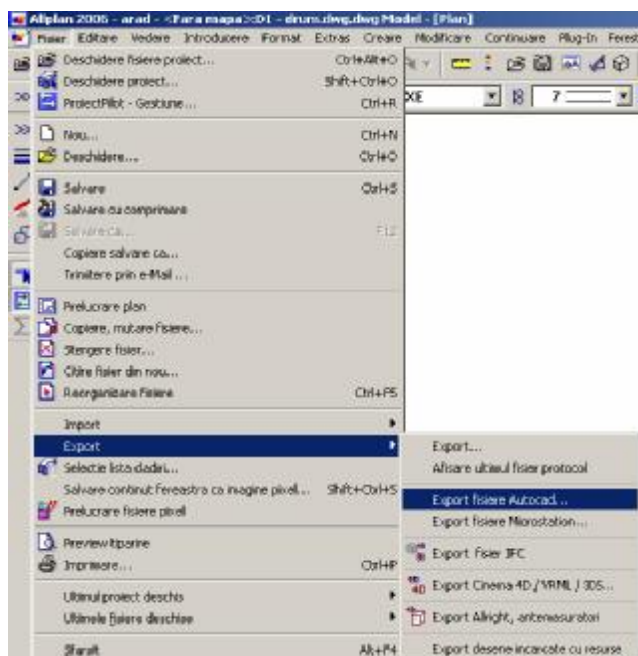 Allplan 2006 - arad - <Fara mapa>:D1 - drum.dwg.dwg Model - [Plan]
Fisier Editare Vedere Introducere Format Extras Creare Modificare Continuare Plug-In Ferest
Deschidere fisiere proiect... Ctrl+Alt+O
Deschidere proiect... Shift+Ctrl+O
ProjectPilot - Gestiune... Ctrl+R
XE 7
Nou... Ctrl+N
Deschidere... Ctrl+O
Salvare Ctrl+S
Salvare cu comprimare
Salvare ca... F12
Copiere salvare ca...
Trimitere prin e-Mail ...
Prelucrare plan
Copiere, mutare fisiere...
Stergere fisier...
Citire fisier din nou...
Reorganizare fisiere Ctrl+F5
Import
Export
Export...
Selectie lista cladiri...
Afisare ultimul fisier protocol
Salvare continut fereastra ca imagine pixeli... Shift+Ctrl+S
Export fisiere Autocad...
Prelucrare fisiere pixeli
Export fisiere Microstation...
Preview tiparire
Export fisier IFC
Imprimare... Ctrl+P
Export Cinema 4D / VRML / 3DS...
Ultimul proiect deschis
Export Allright, antemasuratori
Ultimele fisiere deschise
Sfarsit Alt+F4
Export desene incarcate cu resurse